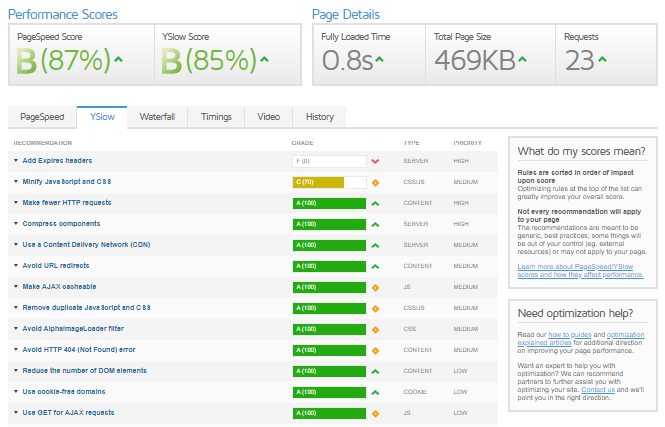 Performance Scores
PageSpeed Score
B (87%)
YSlow Score
B (85%)
Page Details
Fully Loaded Time
0.8s
Total Page Size
469KB
Requests
23
PageSpeed YSlow Waterfall Timings Video History
RECOMMENDATION GRADE TYPE PRIORITY
Add Expires headers F (0) SERVER HIGH
Minify JavaScript and CSS C (70) CSS/JS MEDIUM
Make fewer HTTP requests A (100) CONTENT HIGH
Compress components A (100) SERVER HIGH
Use a Content Delivery Network (CDN) A (100) SERVER MEDIUM
Avoid URL redirects A (100) CONTENT MEDIUM
Make AJAX cacheable A (100) JS MEDIUM
Remove duplicate JavaScript and CSS A (100) CSS/JS MEDIUM
Avoid AlphaImageLoader filter A (100) CSS MEDIUM
Avoid HTTP 404 (Not Found) error A (100) CONTENT MEDIUM
Reduce the number of DOM elements A (100) CONTENT LOW
Use cookie-free domains A (100) COOKIE LOW
Use GET for AJAX requests A (100) JS LOW
What do my scores mean?
Rules are sorted in order of impact
upon score
Optimizing rules at the top of the list can
greatly improve your overall score.
Not every recommendation will apply
to your page
The recommendations are meant to be
generic, best practices; some things will
be out of your control (eg. external
resources) or may not apply to your page.
Learn more about PageSpeed/YSlow
scores and how they affect performance.
Need optimization help?
Read our how to guides and optimization
explained articles for additional direction
on improving your page performance.
Want an expert to help you with
optimization? We can recommend
partners to further assist you with
optimizing your site. Contact us and we'll
point you in the right direction.